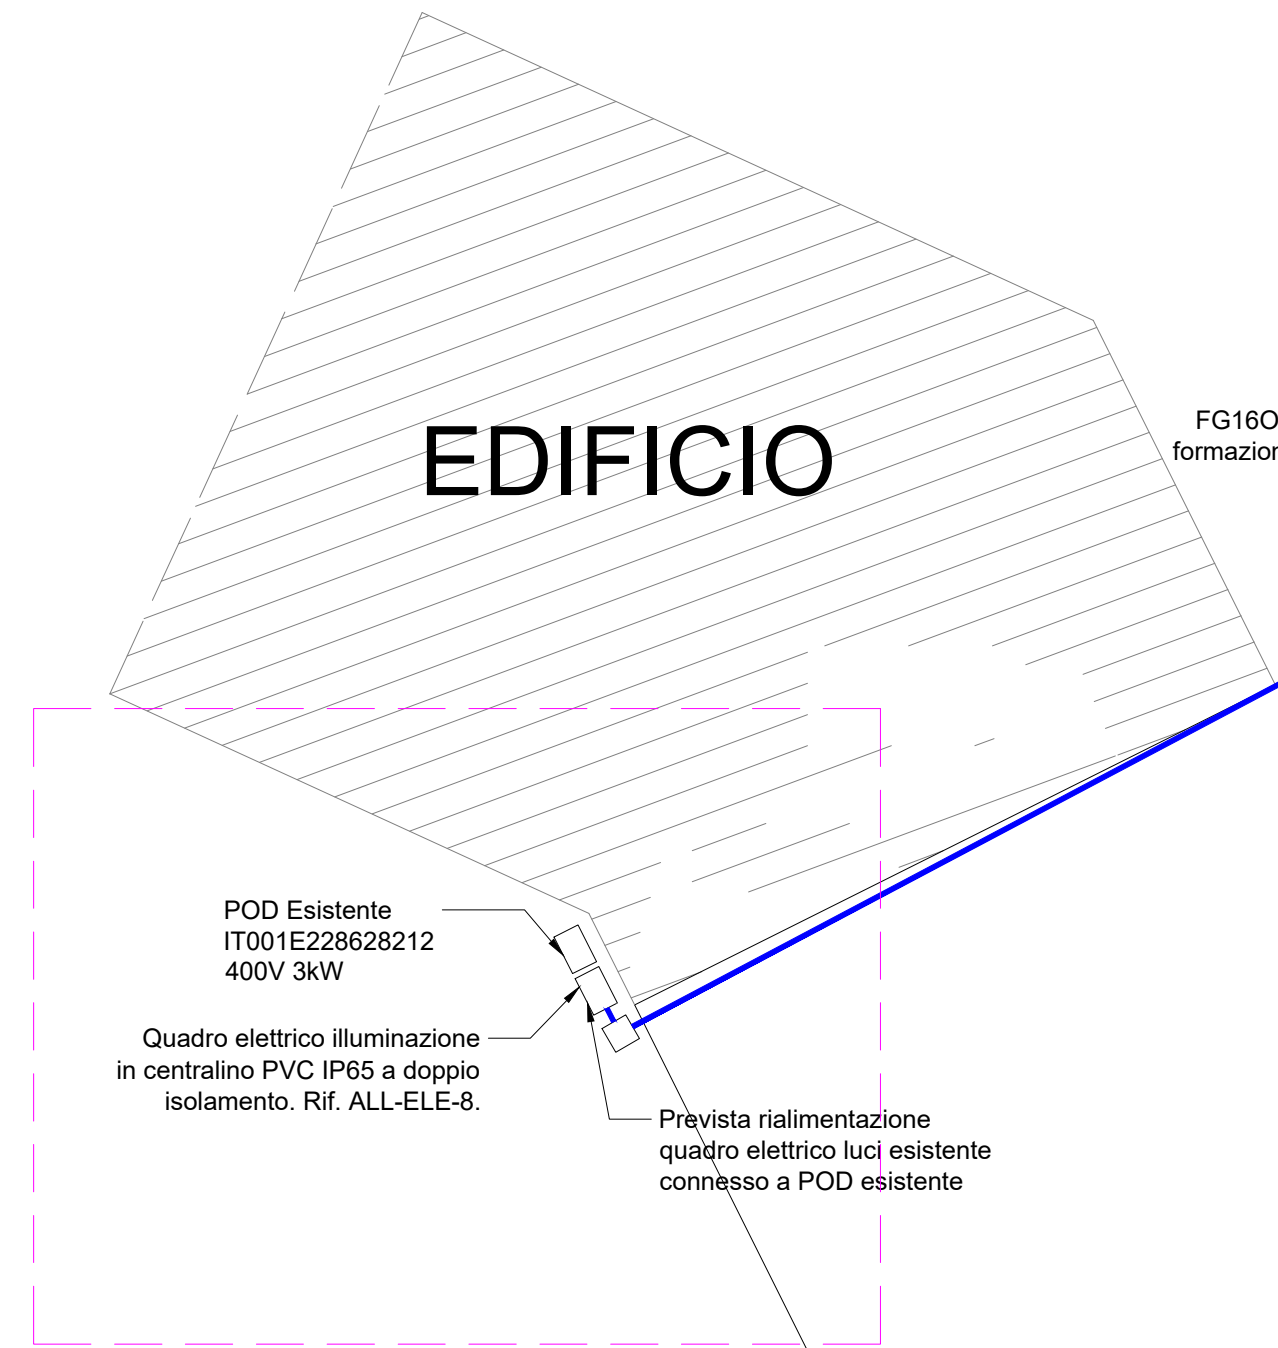 EDIFICIO
FG16O
formazion
POD Esistente
IT001E228628212
400V 3kW
Quadro elettrico illuminazione
in centralino PVC IP65 a doppio
isolamento. Rif. ALL-ELE-8.
Prevista rialimentazione
quadro elettrico luci esistente
connesso a POD esistente